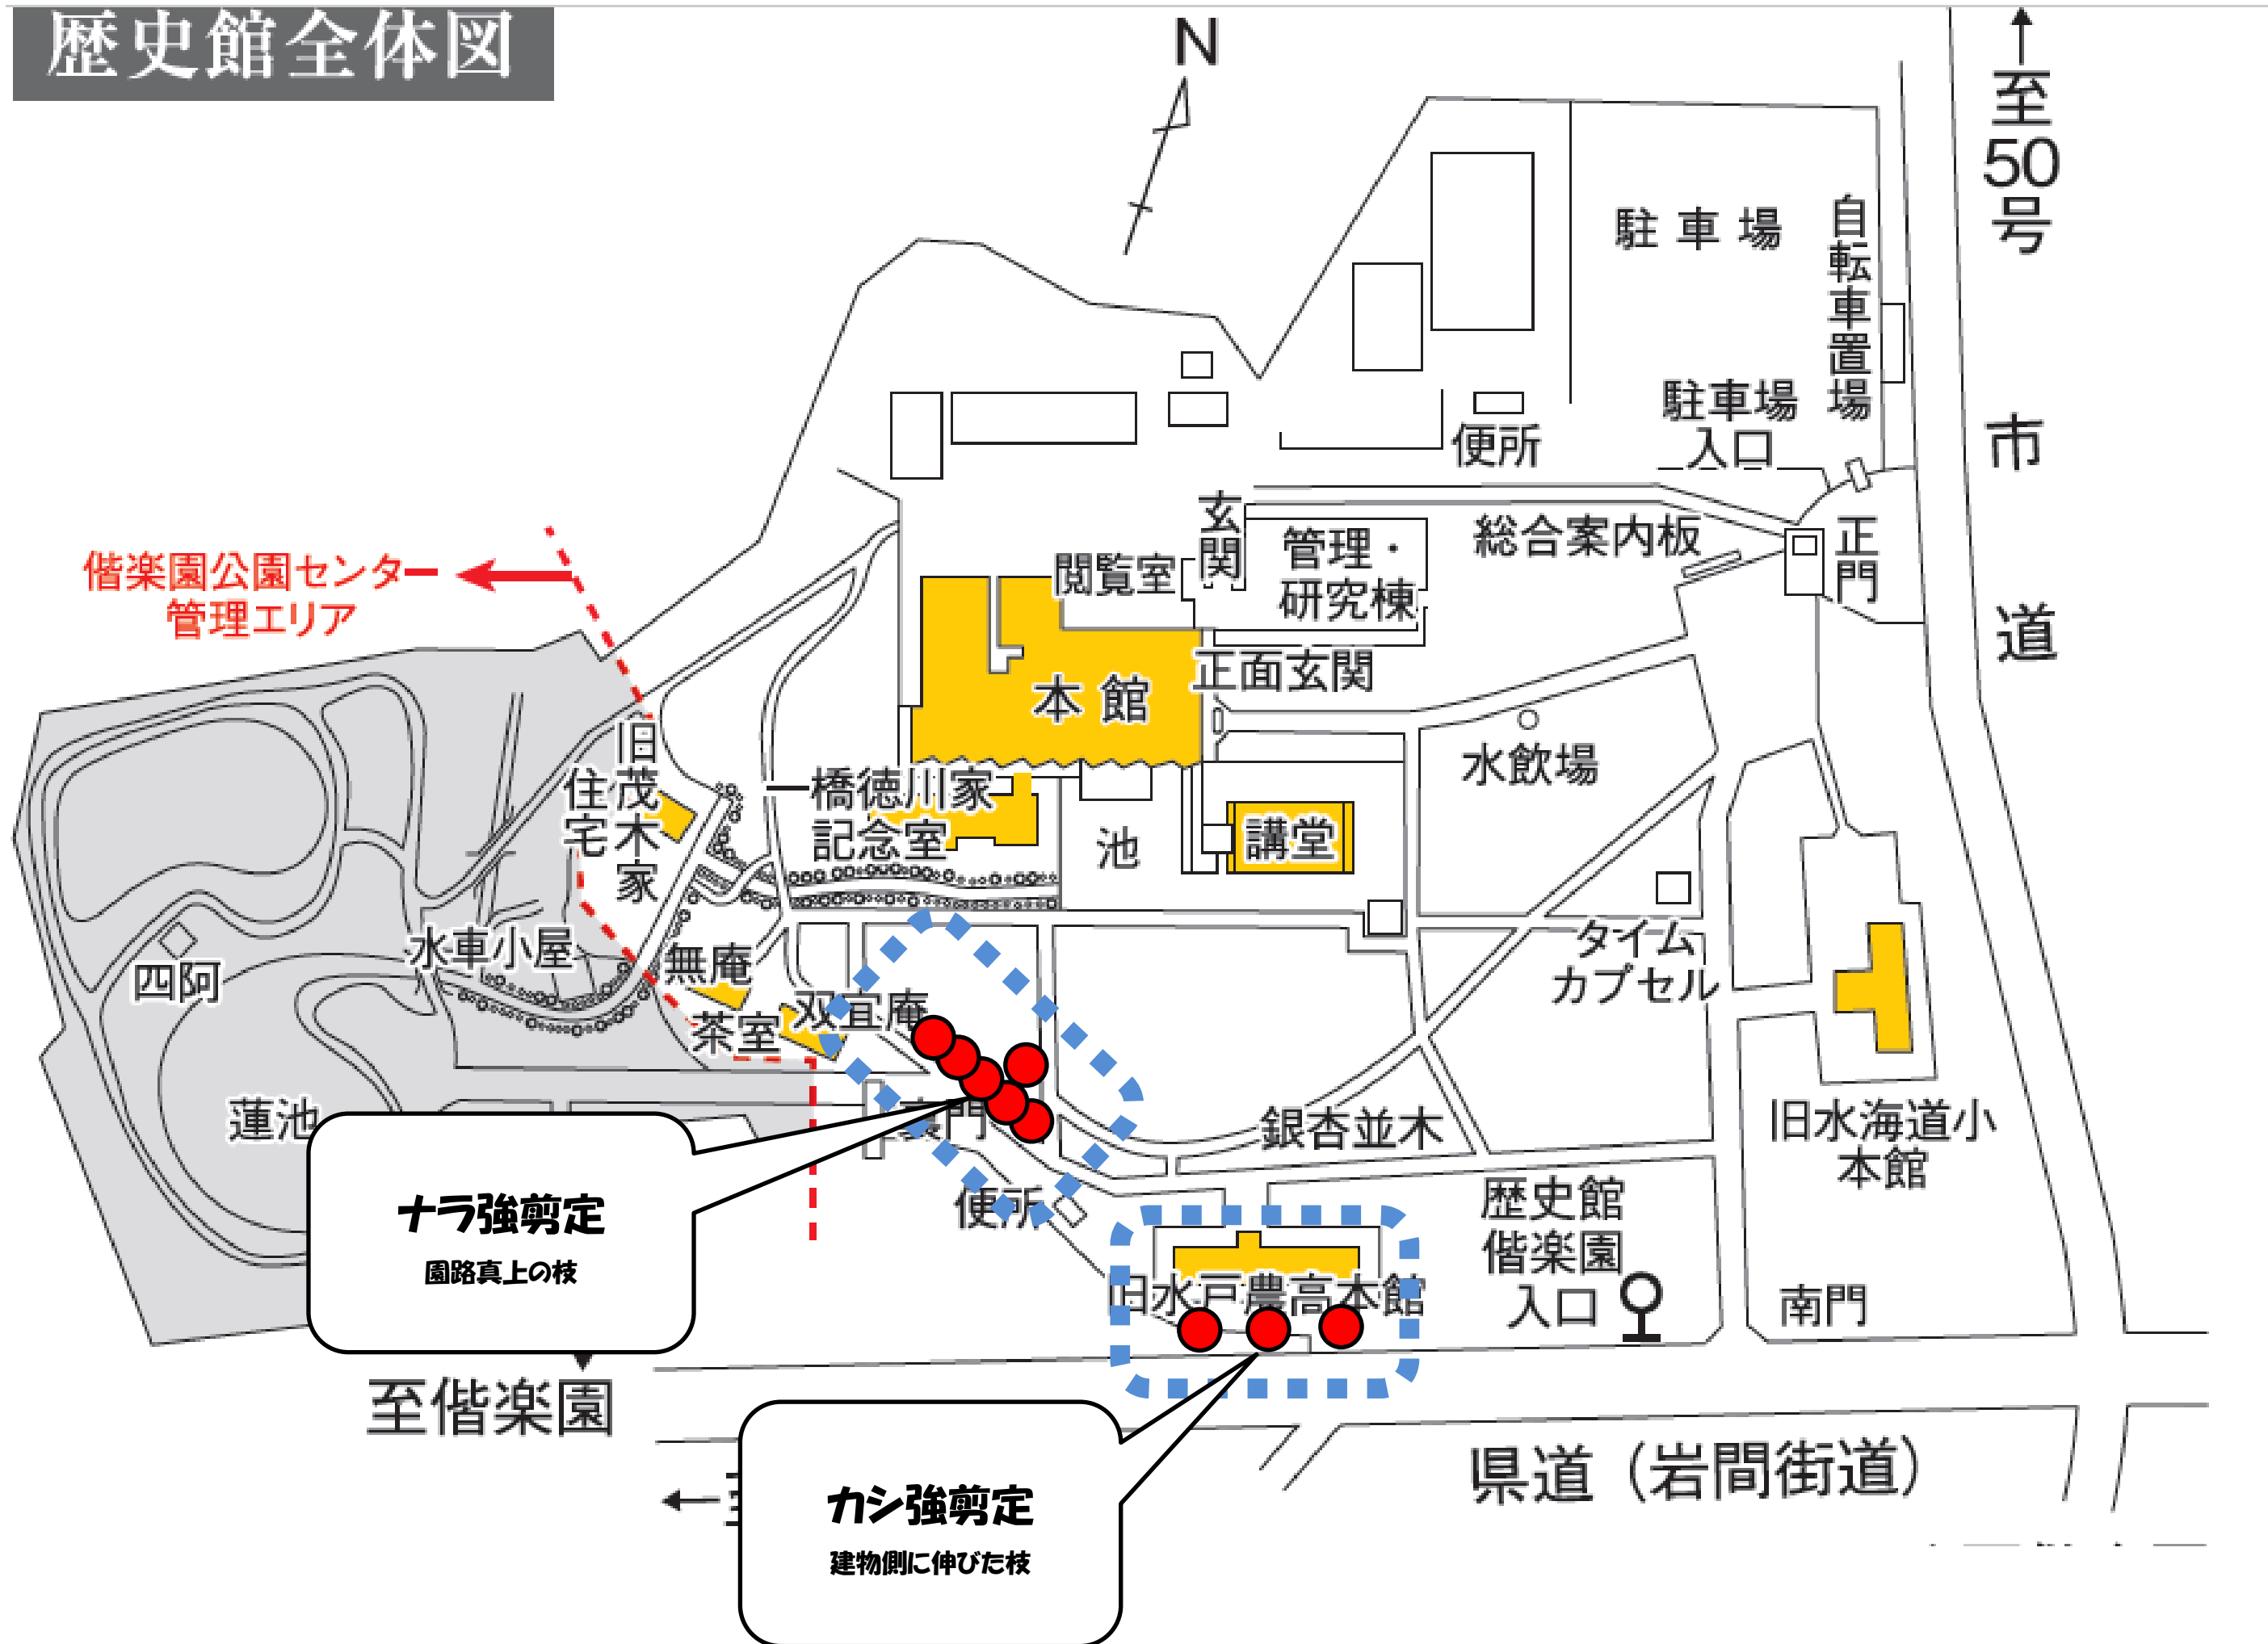 歴史館全体図
N
至50号
市道
駐車場
自転車置場
駐車場
入口
便所
玄関
管理・
研究棟
総合案内板
正門
閲覧室
偕楽園公園センター
管理エリア
本館
正面玄関
水飲場
旧茂木家
住宅
一橋徳川家
記念室
池
講堂
水車小屋
四阿
無庵
双宜庵
茶室
タイム
カプセル
蓮池
裏門
銀杏並木
旧水海道小
本館
便所
歴史館
偕楽園
入口
南門
旧水戸農高本館
ナラ強剪定
園路真上の枝
至偕楽園
カシ強剪定
建物側に伸びた枝
県道（岩間街道）